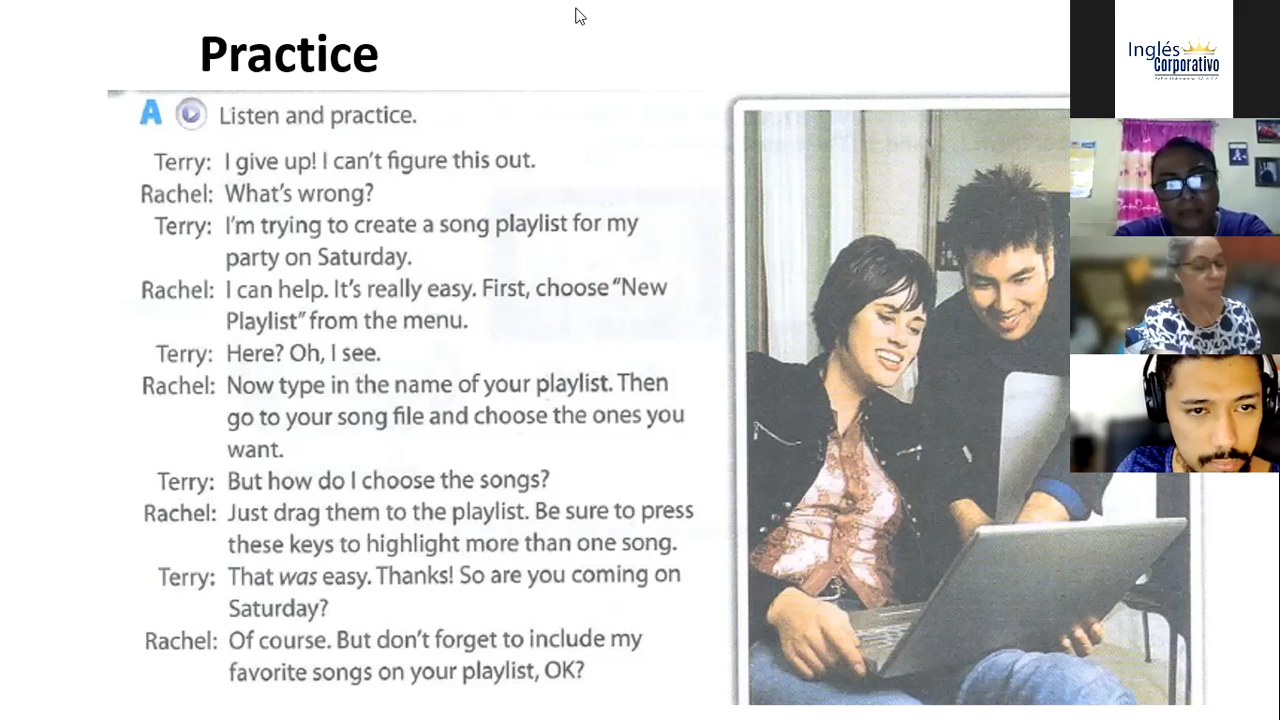 Practice
Inglés
Corporativo
A Listen and practice.
Terry: I give up! I can't figure this out.
Rachel: What's wrong?
Terry: I'm trying to create a song playlist for my
party on Saturday.
Rachel: I can help. It's really easy. First, choose "New
Playlist" from the menu.
Terry: Here? Oh, I see.
Rachel: Now type in the name of your playlist. Then
go to your song file and choose the ones you
want.
Terry: But how do I choose the songs?
Rachel: Just drag them to the playlist. Be sure to press
these keys to highlight more than one song.
Terry: That was easy. Thanks! So are you coming on
Saturday?
Rachel: Of course. But don't forget to include my
favorite songs on your playlist, OK?